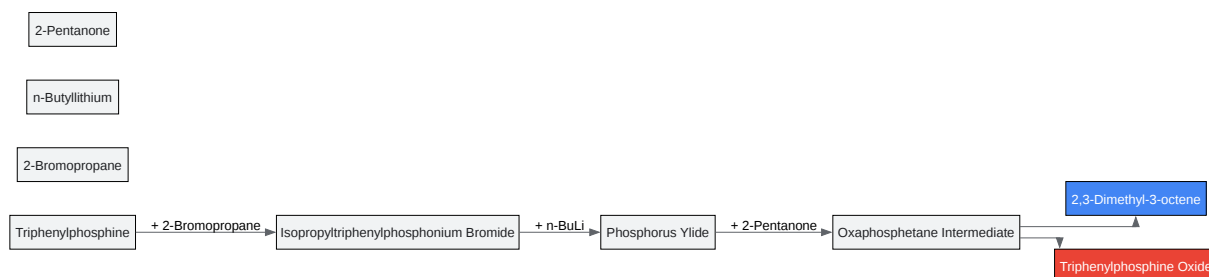 2-Pentanone
n-Butyllithium
2-Bromopropane
2,3-Dimethyl-3-octene
Triphenylphosphine + 2-Bromopropane Isopropyltriphenylphosphonium Bromide + n-BuLi Phosphorus Ylide + 2-Pentanone Oxaphosphetane Intermediate
Triphenylphosphine Oxide